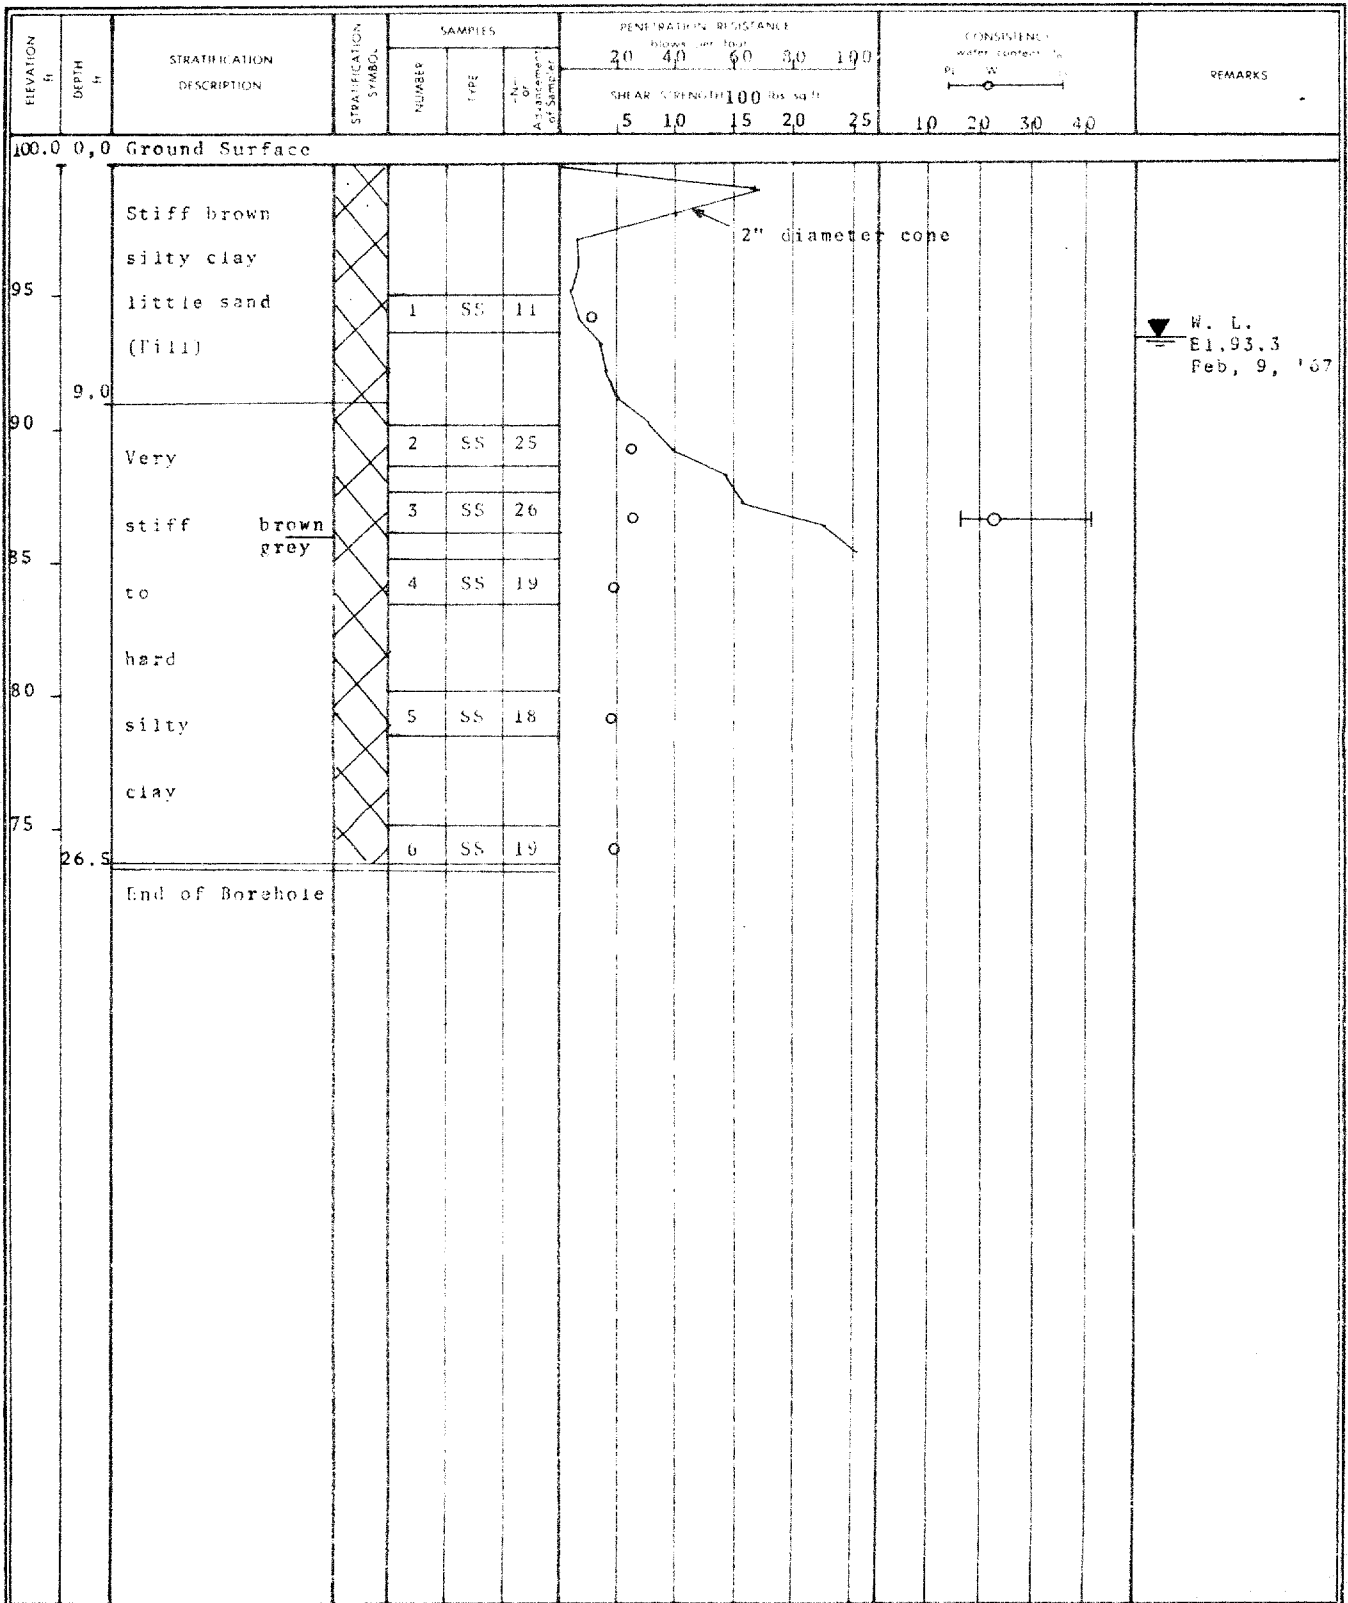 ELEVATION ft
DEPTH ft
STRATIFICATION DESCRIPTION
STRATIFICATION SYMBOL
SAMPLES
NUMBER
TYPE
"N" or Advancement of Sampler
PENETRATION RESISTANCE
blows per foot
20 40 60 80 100
SHEAR STRENGTH 100 lbs sq ft
5 10 15 20 25
CONSISTENCY
water content %
PL W
10 20 30 40
REMARKS
100.0 0,0 Ground Surface
Stiff brown
silty clay
little sand
(Fill)
2" diameter cone
95
1 SS 11
W. L.
El.93.3
Feb, 9, '67
9,0
90
Very
2 SS 25
stiff
brown
grey
3 SS 26
85
to
4 SS 19
hard
80
silty
5 SS 18
clay
75
26.5
6 SS 19
End of Borehole